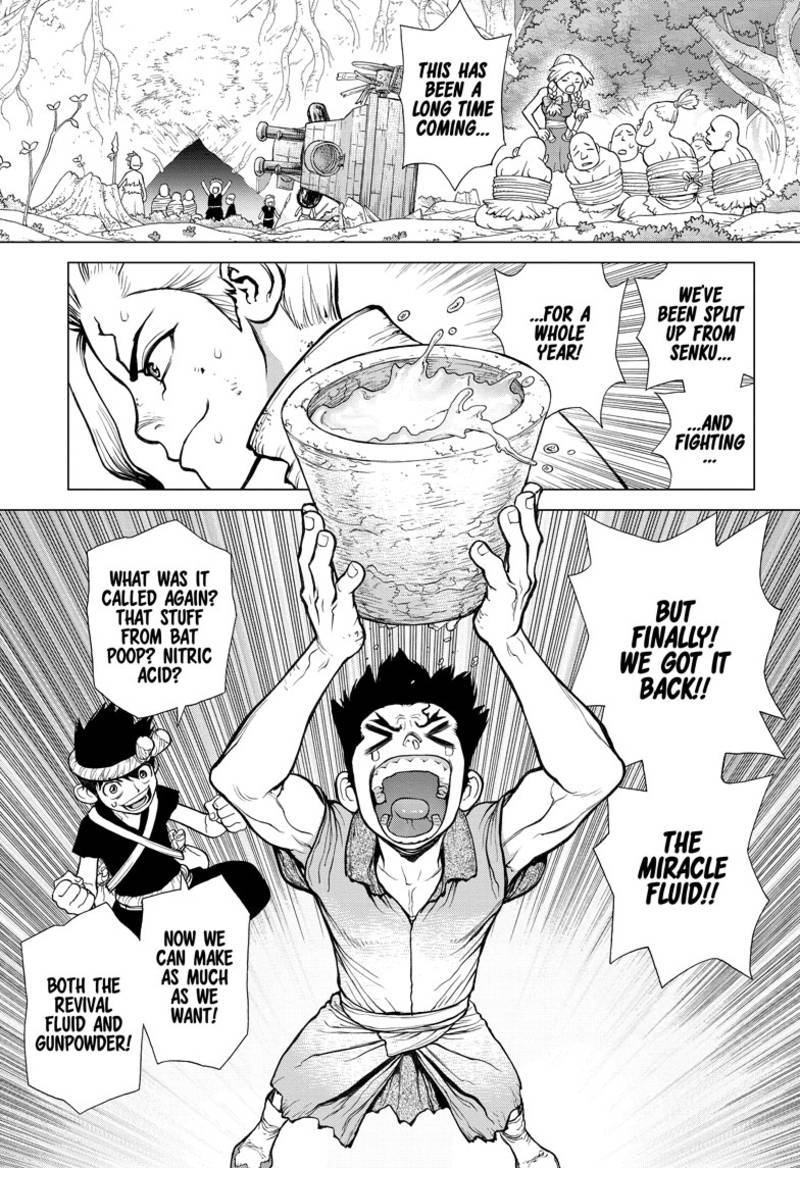 THIS HAS
BEEN A
LONG TIME
COMING...
WE'VE
BEEN SPLIT
UP FROM
SENKU...
...AND
FIGHTING
...
...FOR A
WHOLE
YEAR!
BUT
FINALLY!
WE GOT IT
BACK!!
THE
MIRACLE
FLUID!!
WHAT WAS IT
CALLED AGAIN?
THAT STUFF
FROM BAT
POOP? NITRIC
ACID?
NOW WE
CAN MAKE
AS MUCH
AS WE
WANT!
BOTH THE
REVIVAL
FLUID AND
GUNPOWDER!